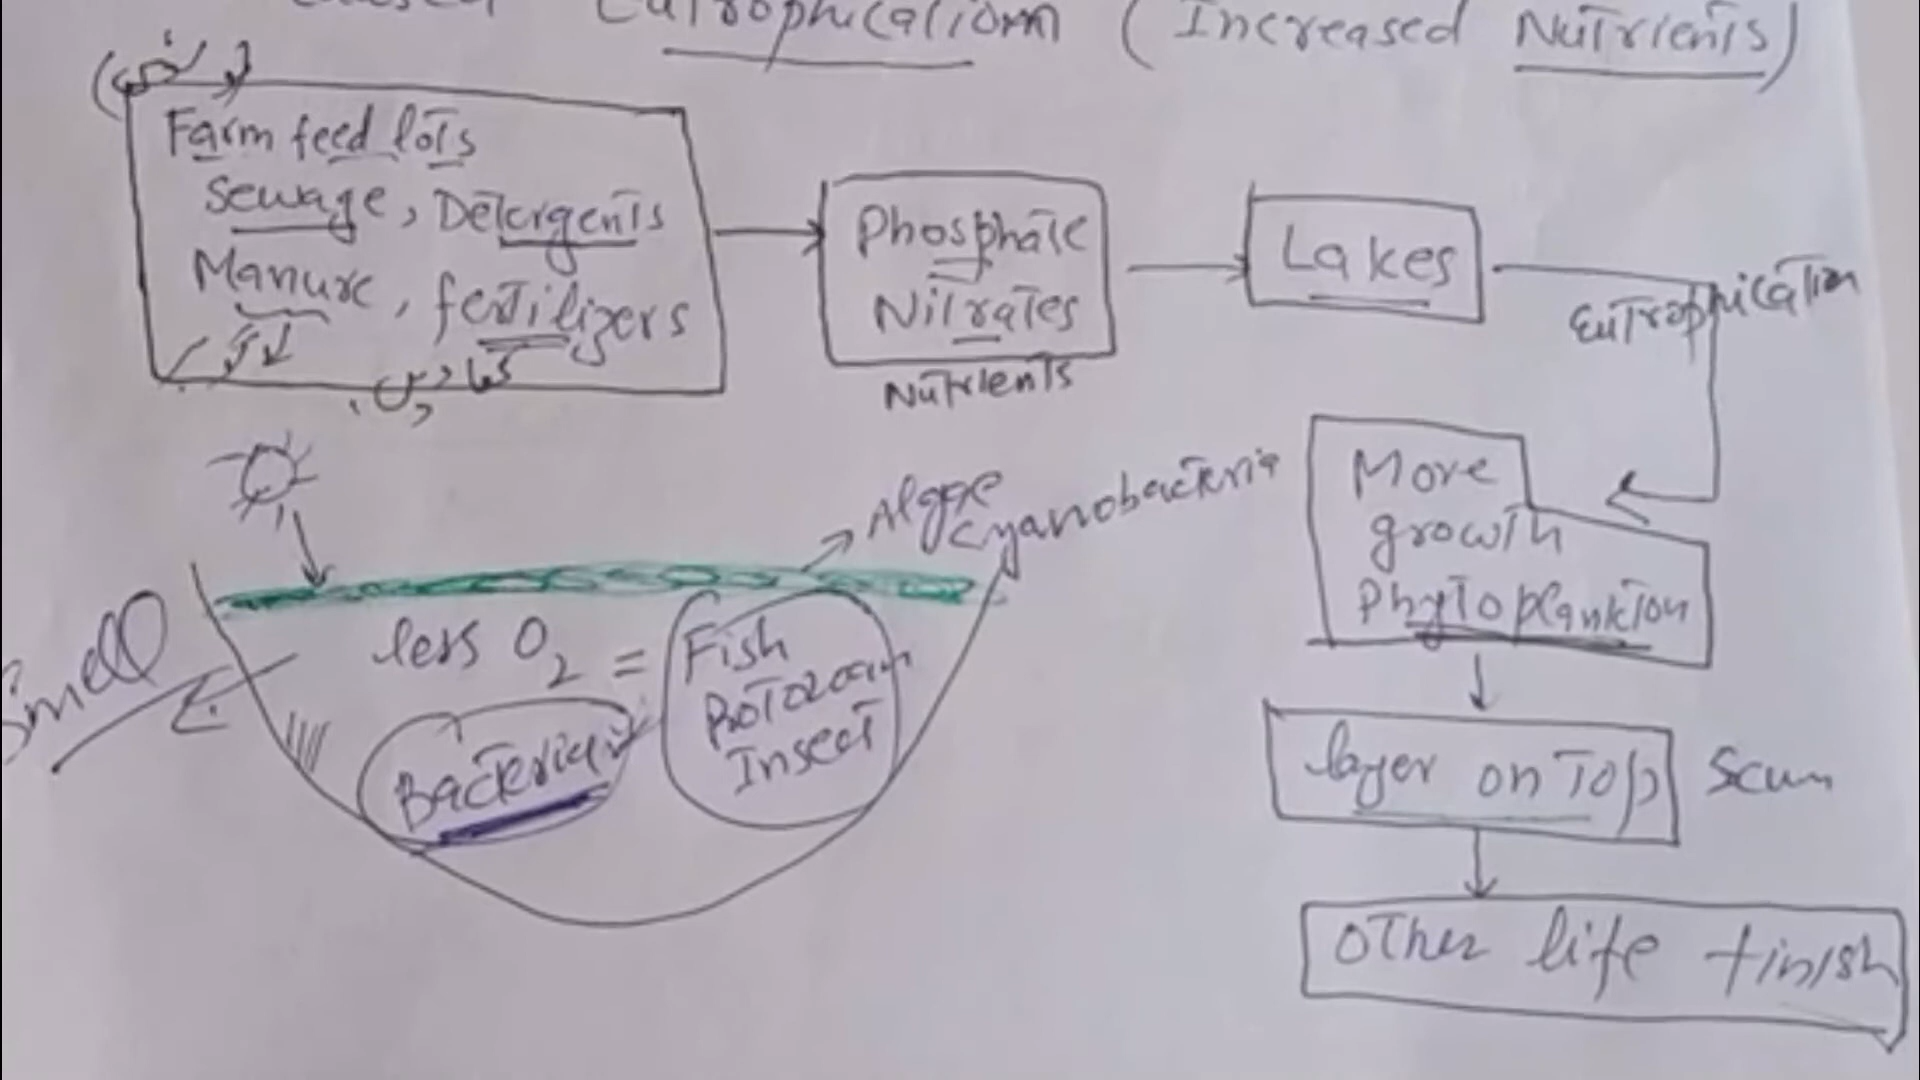 Eutrophication (Increased Nutrients)
Farm feed lots
Sewage, Detergents
Manure, fertilizers
Phosphate
Nitrates
Nutrients
Lakes
Eutrophication
More
growth
Phytoplankton
layer on Top
Scum
Other life finish
Algae
Cyanobacteria
less O2 =
Fish
Protozoan
Insect
Bacteria
Smell